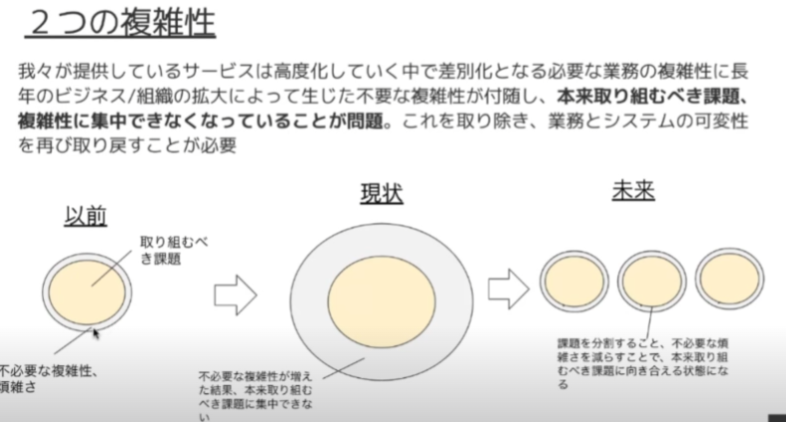 ２つの複雑性
我々が提供しているサービスは高度化していく中で差別化となる必要な業務の複雑性に長
年のビジネス/組織の拡大によって生じた不要な複雑性が付随し、本来取り組むべき課題、
複雑性に集中できなくなっていることが問題。これを取り除き、業務とシステムの可変性
を再び取り戻すことが必要
以前
取り組むべ
き課題
不必要な複雑性、
煩雑さ
現状
不必要な複雑性が増え
た結果、本来取り組む
べき課題に集中できな
い
未来
課題を分割すること、不必要な煩
雑さを減らすことで、本来取り組
むべき課題に向き合える状態にな
る